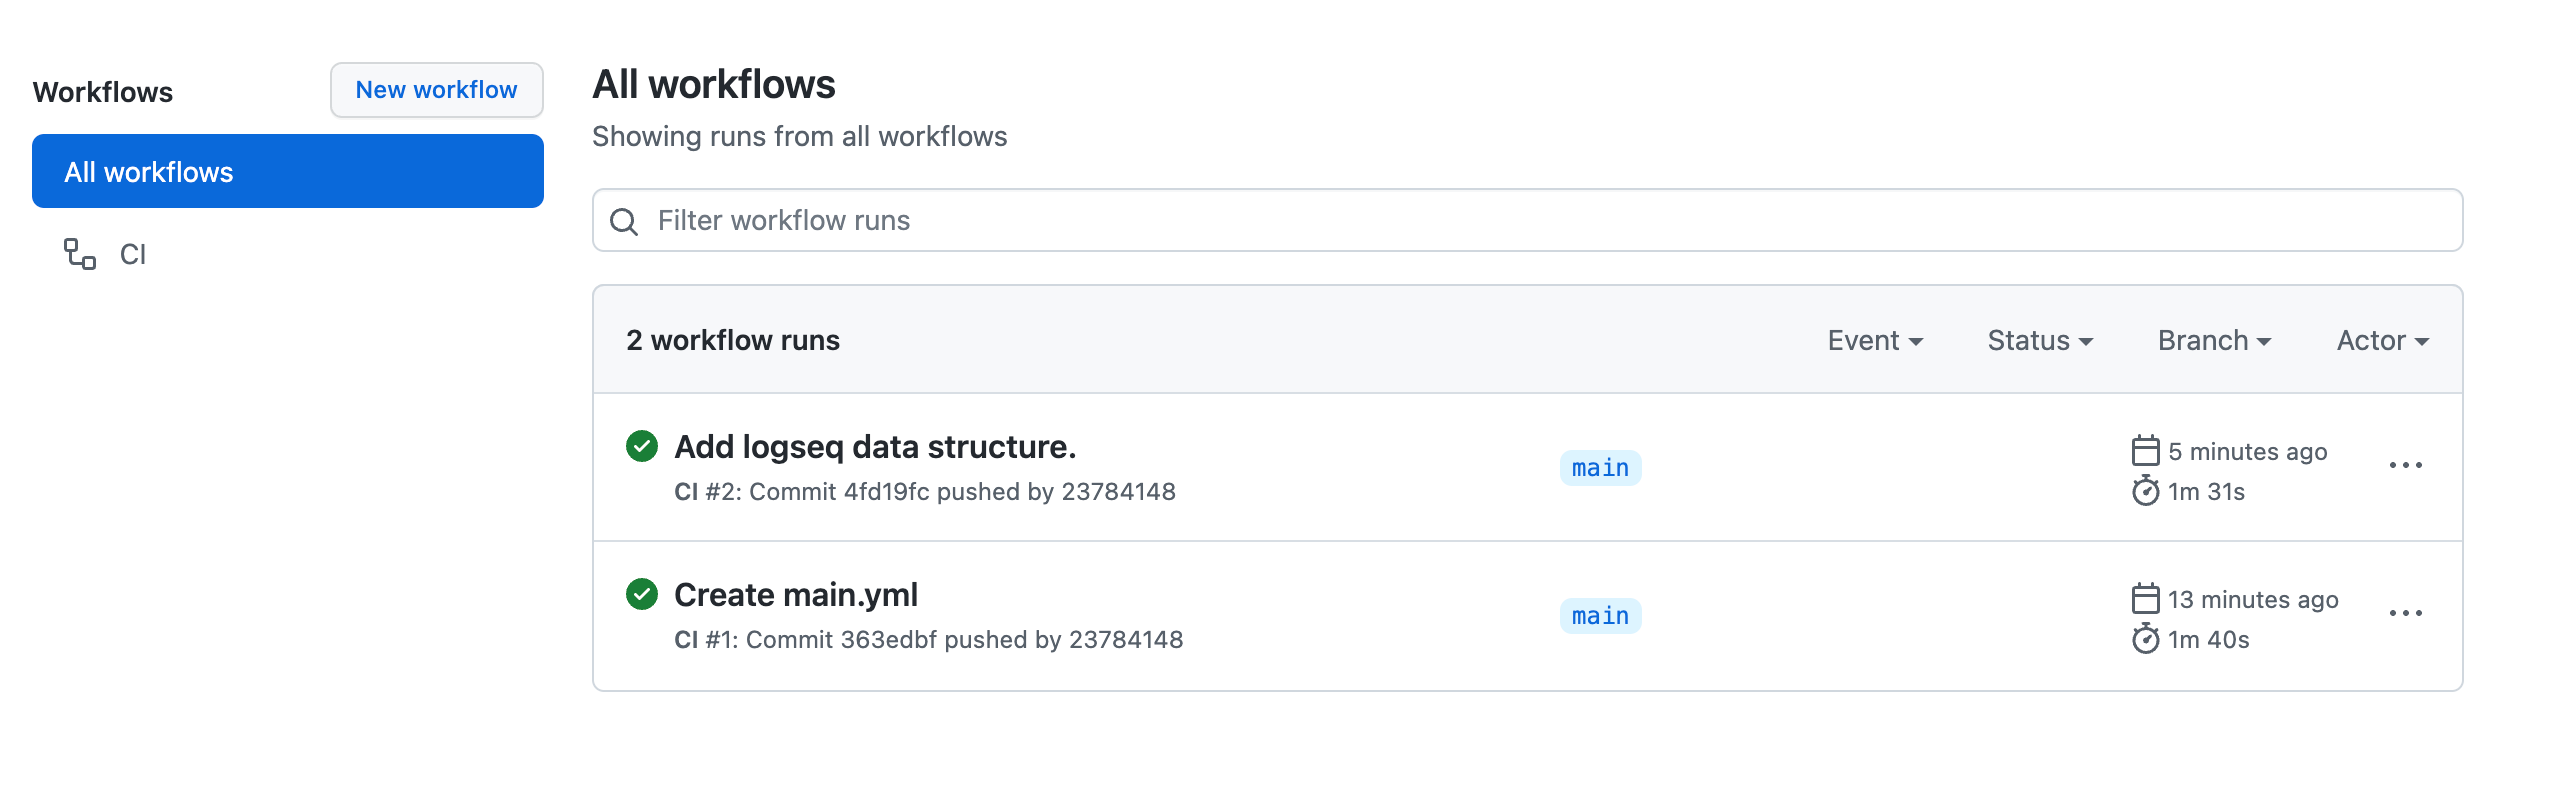 Workflows
New workflow
All workflows
CI
All workflows
Showing runs from all workflows
Filter workflow runs
2 workflow runs
Event
Status
Branch
Actor
Add logseq data structure.
CI #2: Commit 4fd19fc pushed by 23784148
main
5 minutes ago
1m 31s
Create main.yml
CI #1: Commit 363edbf pushed by 23784148
main
13 minutes ago
1m 40s